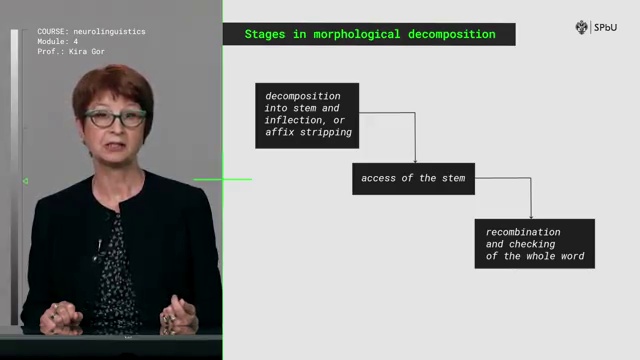 COURSE: neurolinguistics
Module: 4
Prof.: Kira Gor
Stages in morphological decomposition
SPbU
decomposition
into stem and
inflection, or
affix stripping
access of the stem
recombination
and checking
of the whole word